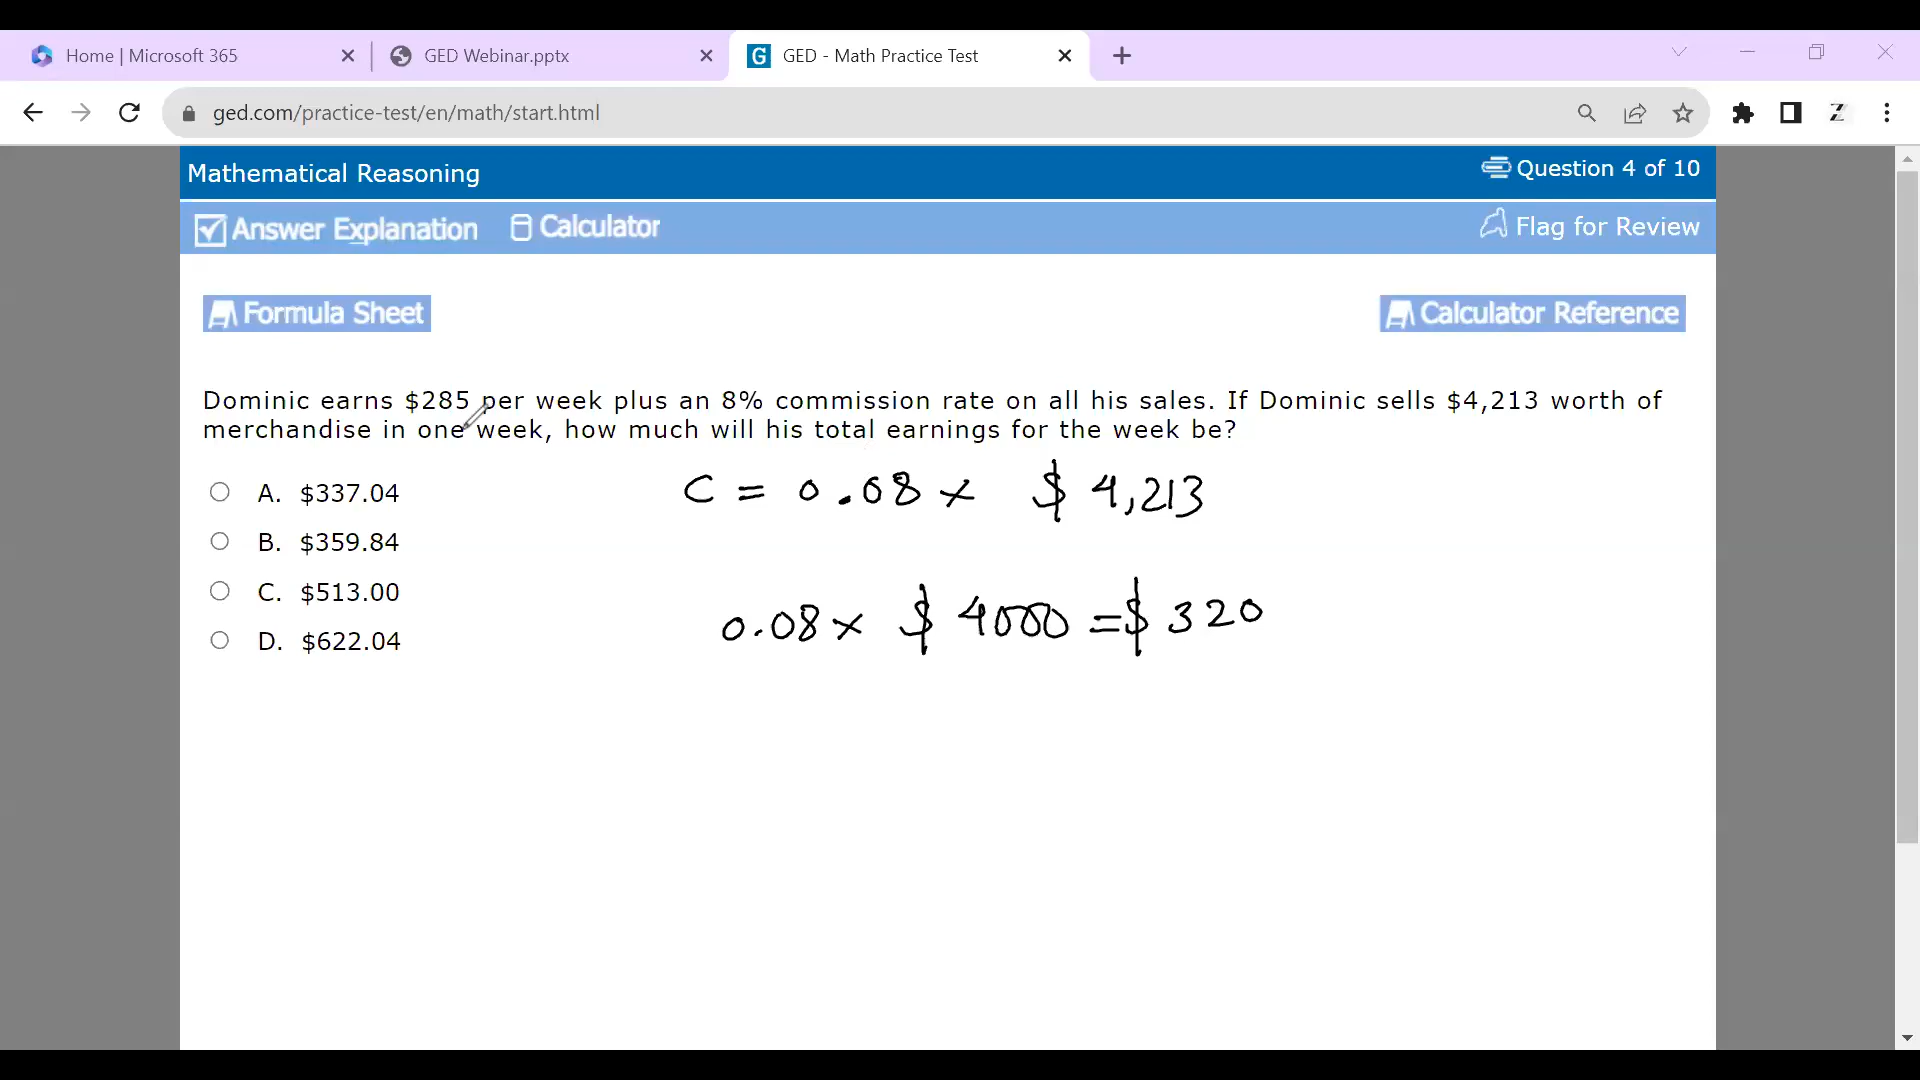 Home | Microsoft 365
GED Webinar.pptx
GED - Math Practice Test
ged.com/practice-test/en/math/start.html
Mathematical Reasoning
Question 4 of 10
Answer Explanation
Calculator
Flag for Review
Formula Sheet
Calculator Reference
Dominic earns $285 per week plus an 8% commission rate on all his sales. If Dominic sells $4,213 worth of
merchandise in one week, how much will his total earnings for the week be?
A. $337.04
B. $359.84
C. $513.00
D. $622.04
C = 0.08 × $ 4,213
0.08 × $ 4000 = $ 320